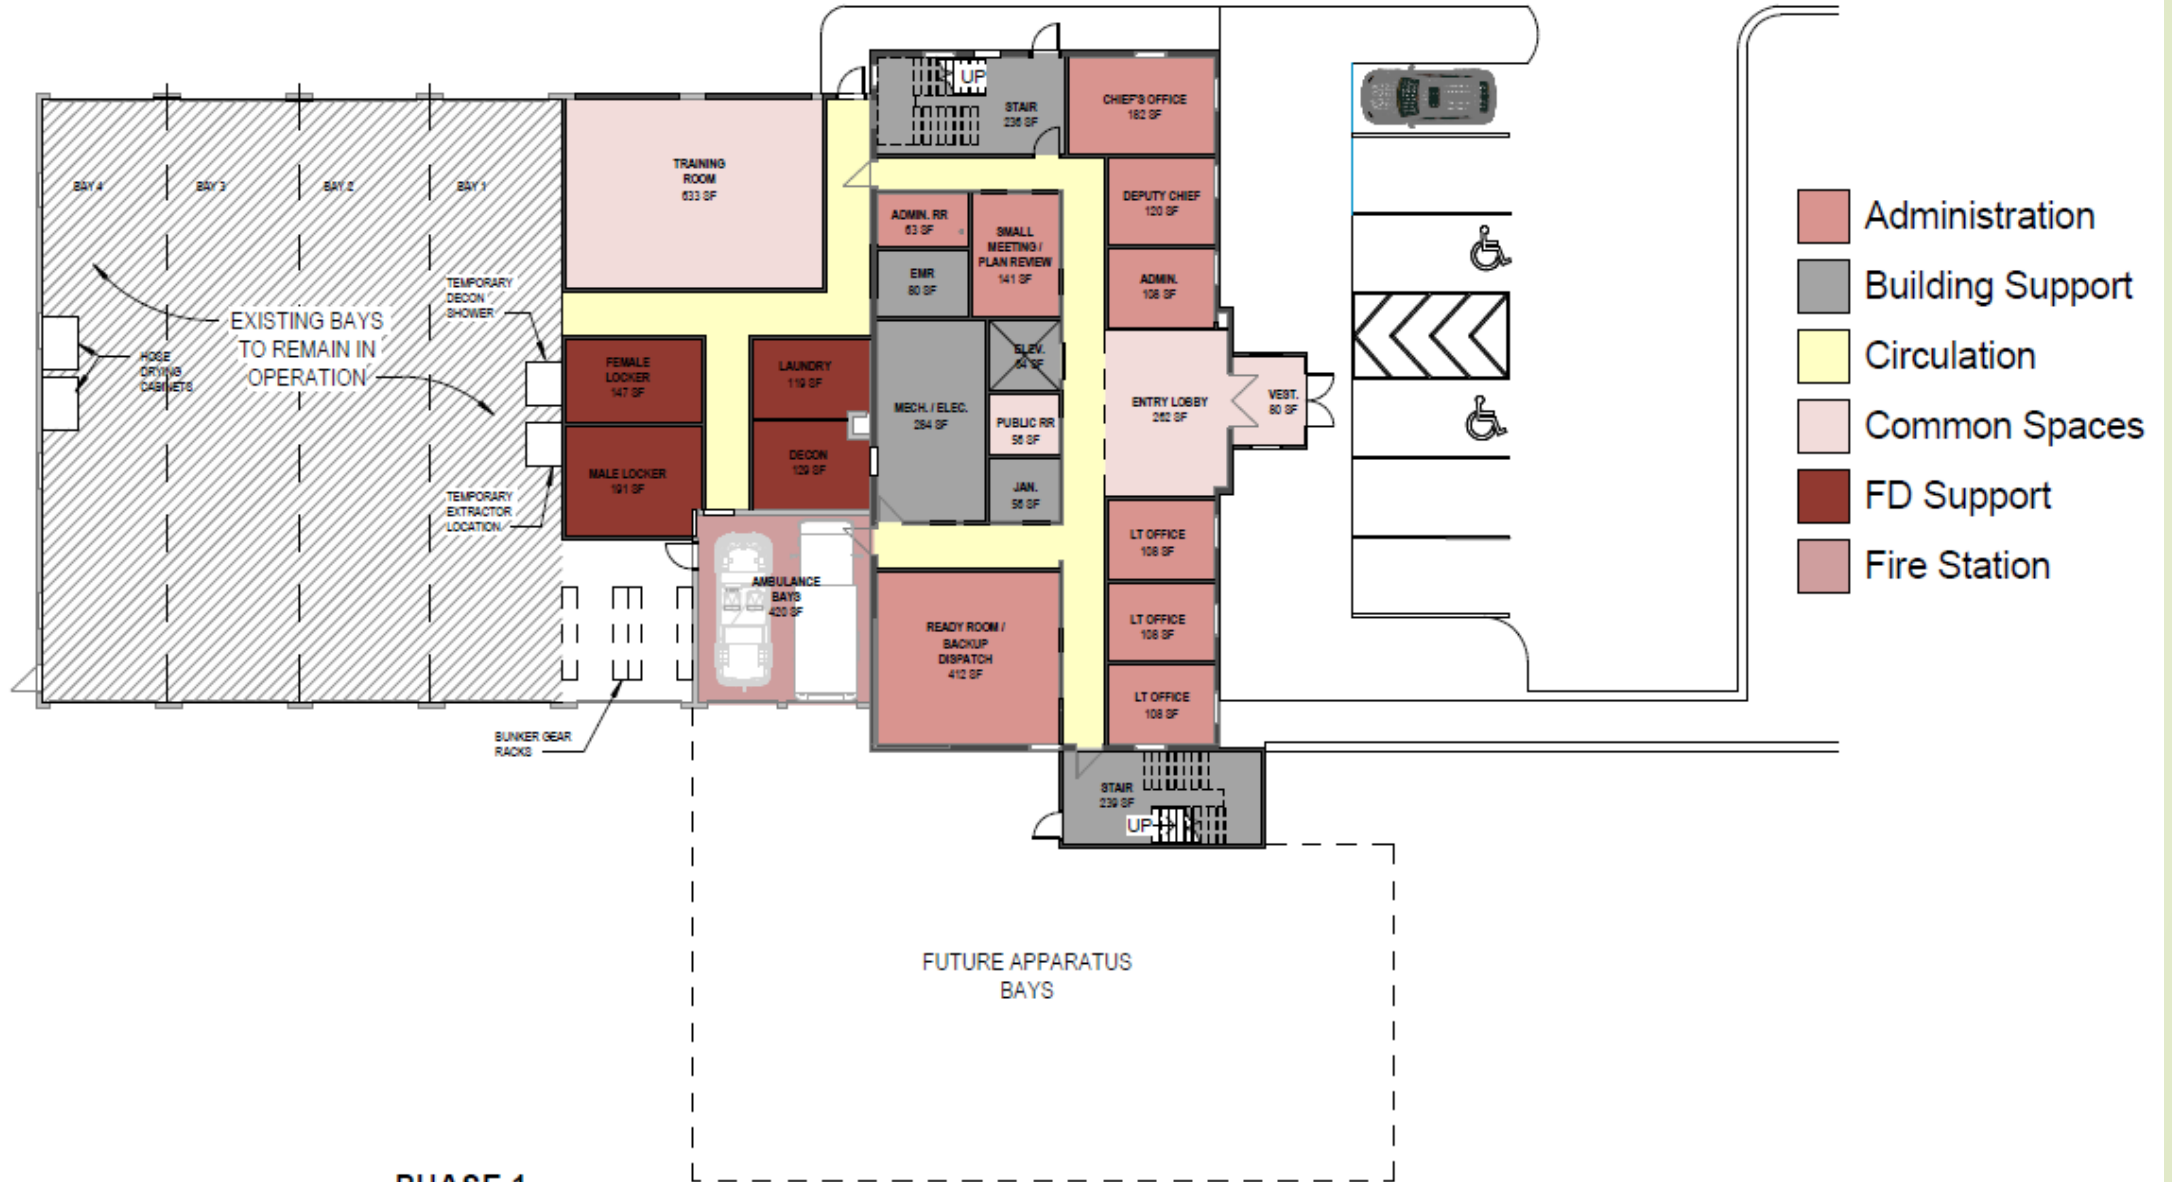 UP
STAIR
236 SF
CHIEF'S OFFICE
182 SF
TRAINING
ROOM
633 SF
BAY 4
BAY 3
BAY 2
BAY 1
DEPUTY CHIEF
120 SF
ADMIN. RR
63 SF
SMALL
MEETING /
PLAN REVIEW
141 SF
EMR
80 SF
ADMIN.
108 SF
TEMPORARY
DECON
SHOWER
EXISTING BAYS
TO REMAIN IN
OPERATION
HOSE
DRYING
CABINETS
FEMALE
LOCKER
147 SF
LAUNDRY
119 SF
ELEV.
64 SF
MECH. / ELEC.
284 SF
PUBLIC RR
56 SF
ENTRY LOBBY
262 SF
VEST.
80 SF
MALE LOCKER
191 SF
DECON
129 SF
JAN.
56 SF
TEMPORARY
EXTRACTOR
LOCATION
LT OFFICE
108 SF
AMBULANCE
BAYS
420 SF
LT OFFICE
108 SF
READY ROOM /
BACKUP
DISPATCH
412 SF
LT OFFICE
108 SF
BUNKER GEAR
RACKS
STAIR
239 SF
UP
FUTURE APPARATUS
BAYS
PHASE 1
Administration
Building Support
Circulation
Common Spaces
FD Support
Fire Station